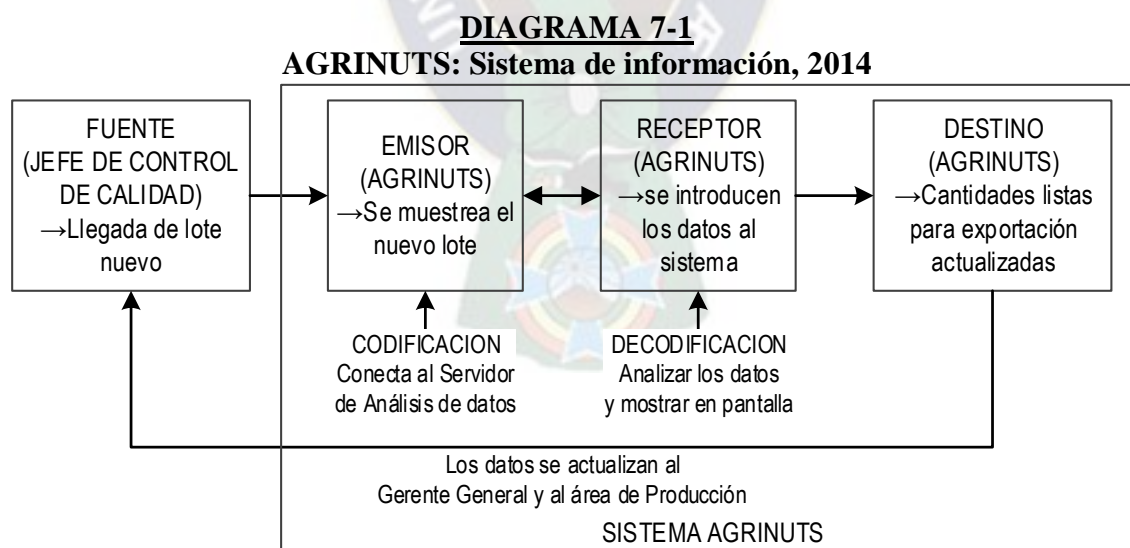 DIAGRAMA 7-1
AGRINUTS: Sistema de información, 2014
FUENTE
(JEFE DE CONTROL
DE CALIDAD)
→Llegada de lote
nuevo
EMISOR
(AGRINUTS)
→Se muestrea el
nuevo lote
RECEPTOR
(AGRINUTS)
→se introducen
los datos al
sistema
DESTINO
(AGRINUTS)
→Cantidades listas
para exportación
actualizadas
CODIFICACION
Conecta al Servidor
de Análisis de datos
DECODIFICACION
Analizar los datos
y mostrar en pantalla
Los datos se actualizan al
Gerente General y al área de Producción
SISTEMA AGRINUTS